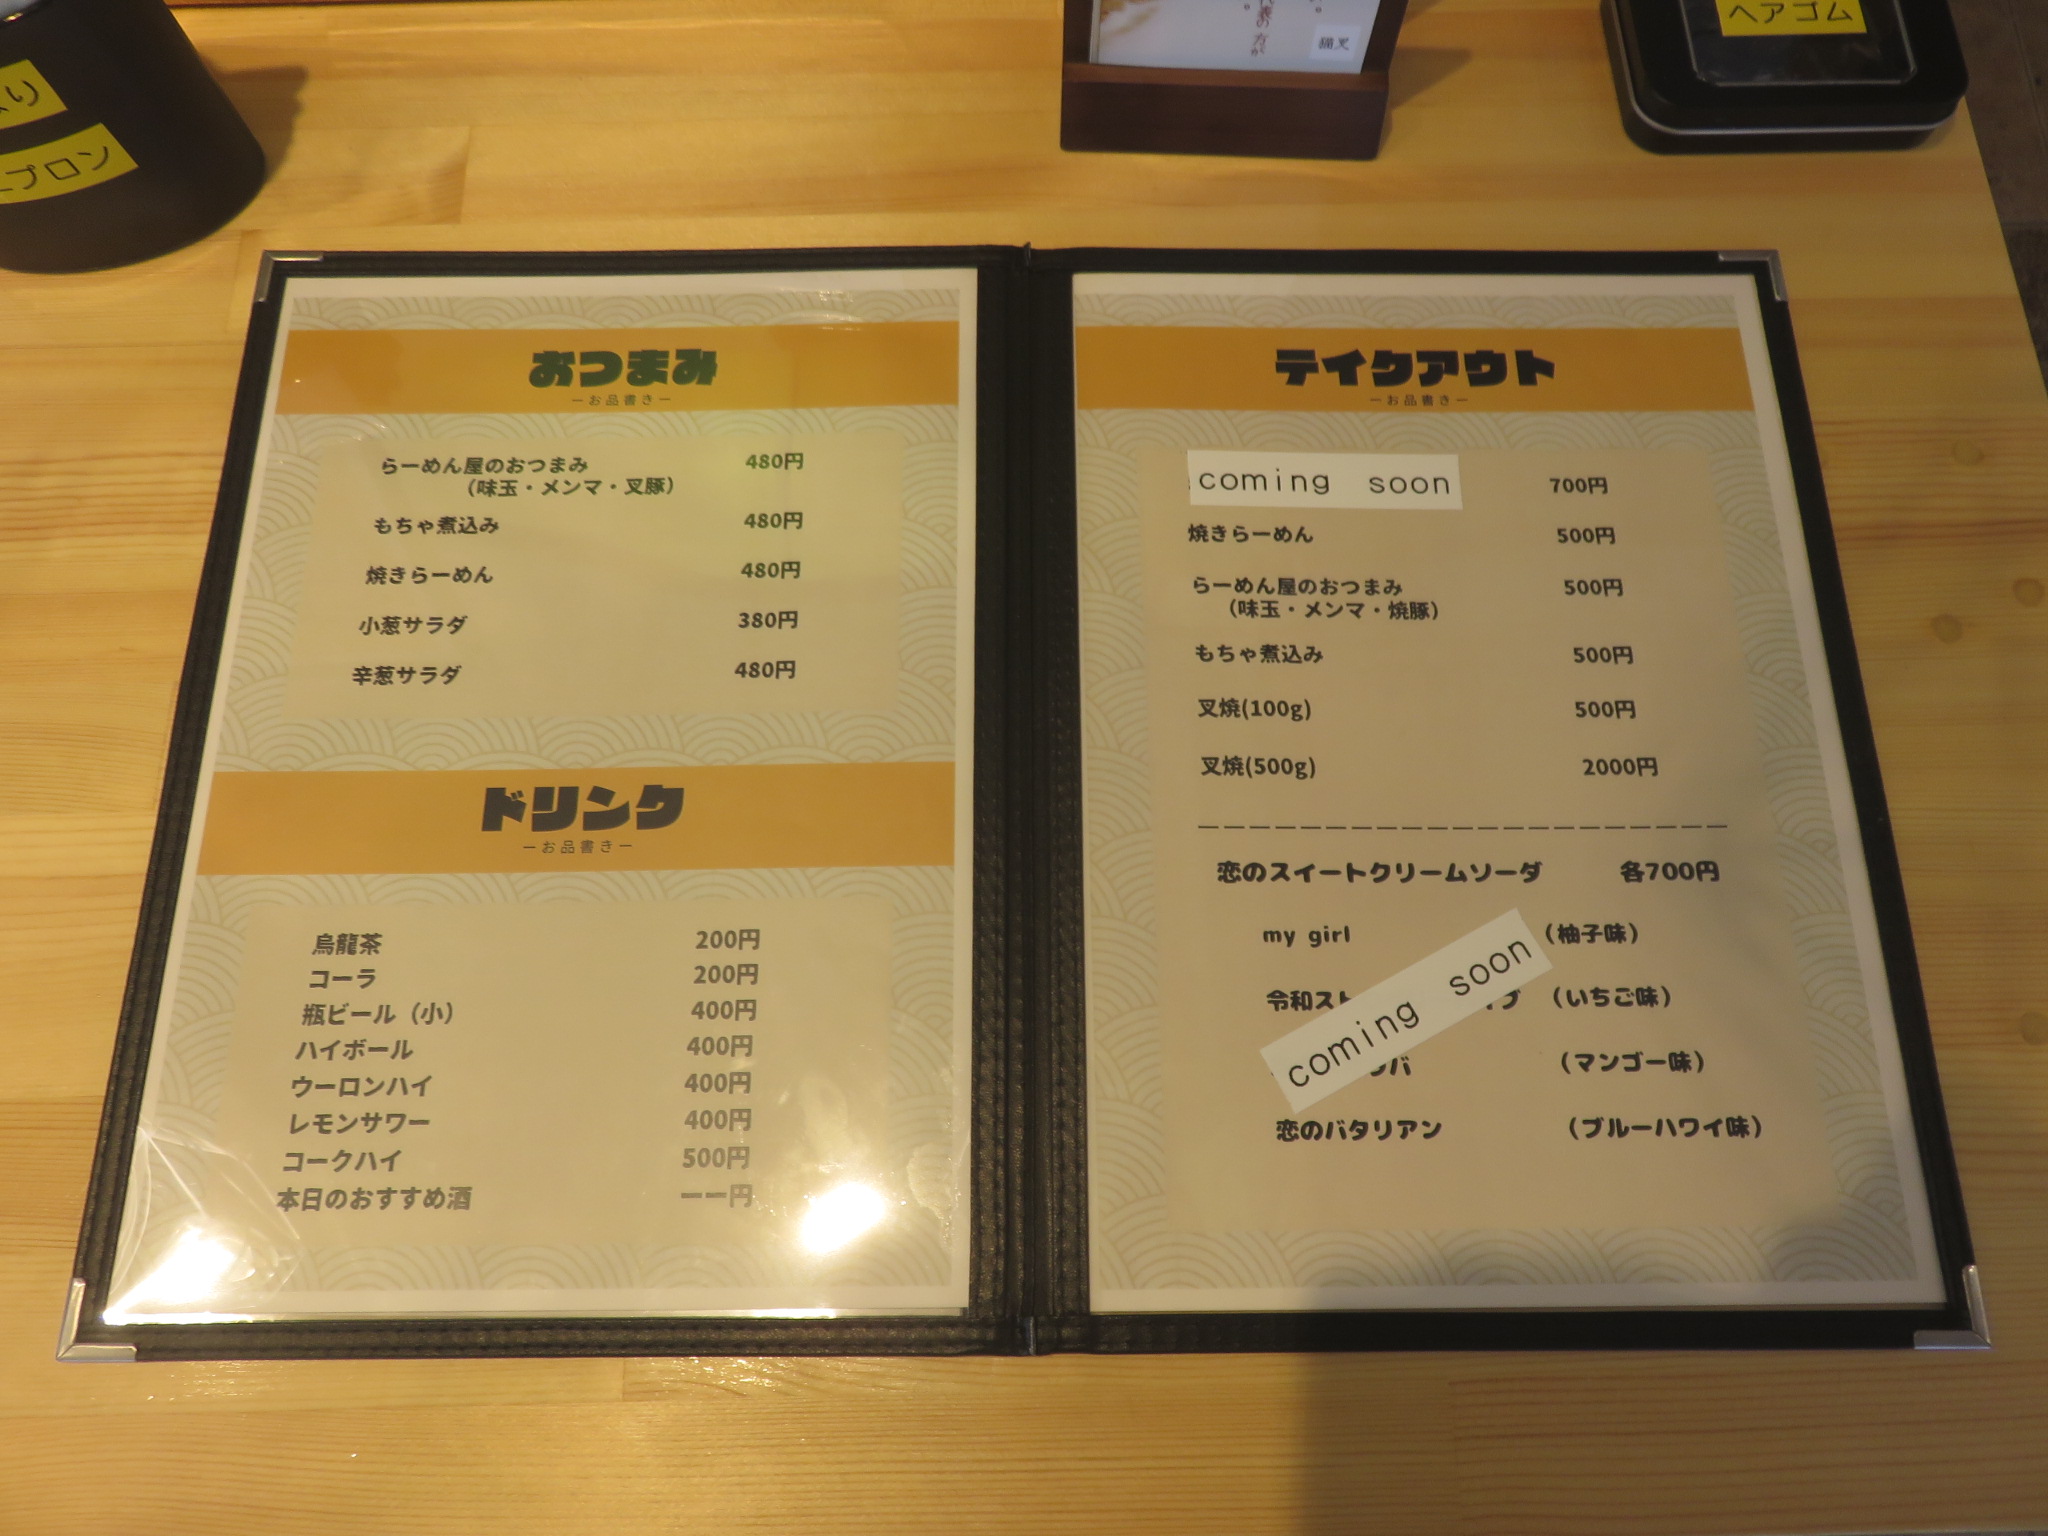 プロン
代表の方が
猫叉
ヘアゴム
おつまみ
ーお品書きー
らーめん屋のおつまみ 480円
(味玉・メンマ・叉豚)
もちゃ煮込み 480円
焼きらーめん 480円
小葱サラダ 380円
辛葱サラダ 480円
ドリンク
ーお品書きー
烏龍茶 200円
コーラ 200円
瓶ビール（小） 400円
ハイボール 400円
ウーロンハイ 400円
レモンサワー 400円
コークハイ 500円
本日のおすすめ酒 ーー円
テイクアウト
ーお品書きー
coming soon 700円
焼きらーめん 500円
らーめん屋のおつまみ 500円
(味玉・メンマ・焼豚)
もちゃ煮込み 500円
叉焼(100g) 500円
叉焼(500g) 2000円
恋のスイートクリームソーダ 各700円
my girl （柚子味）
令和スト （いちご味）
coming soon
（マンゴー味）
恋のバタリアン （ブルーハワイ味）